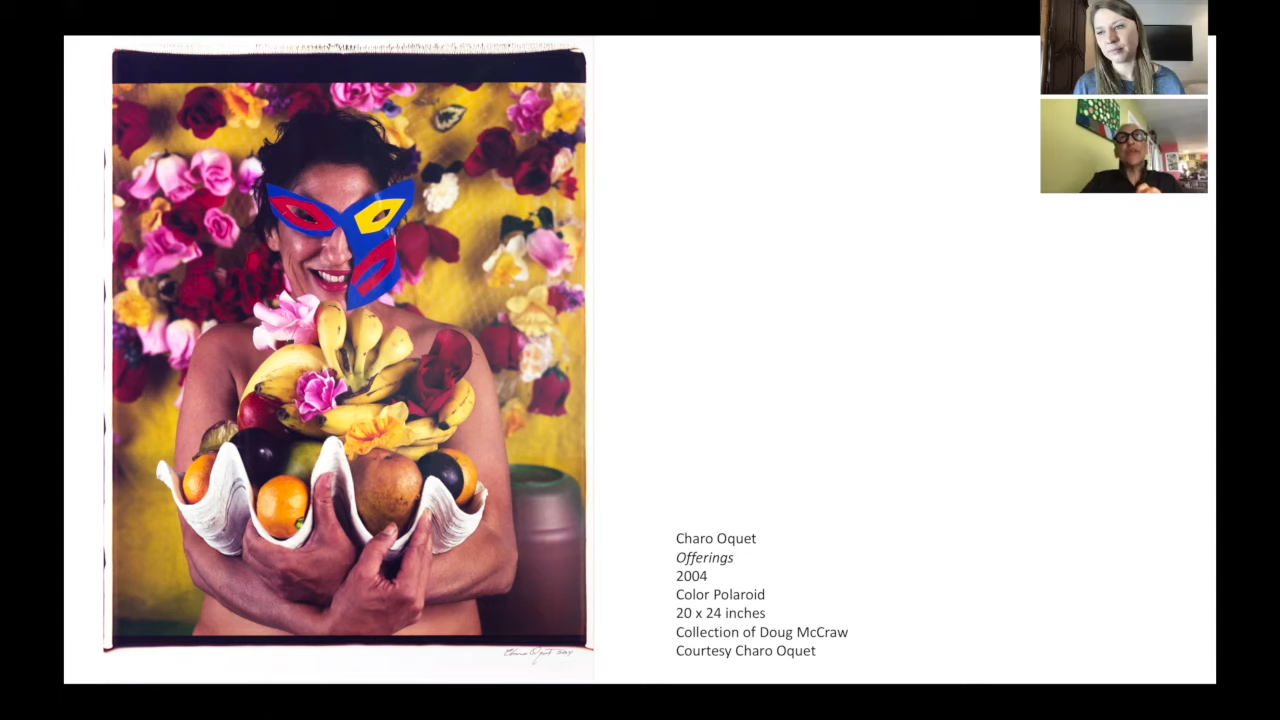 Charo Oquet
Offerings
2004
Color Polaroid
20 x 24 inches
Collection of Doug McCraw
Courtesy Charo Oquet